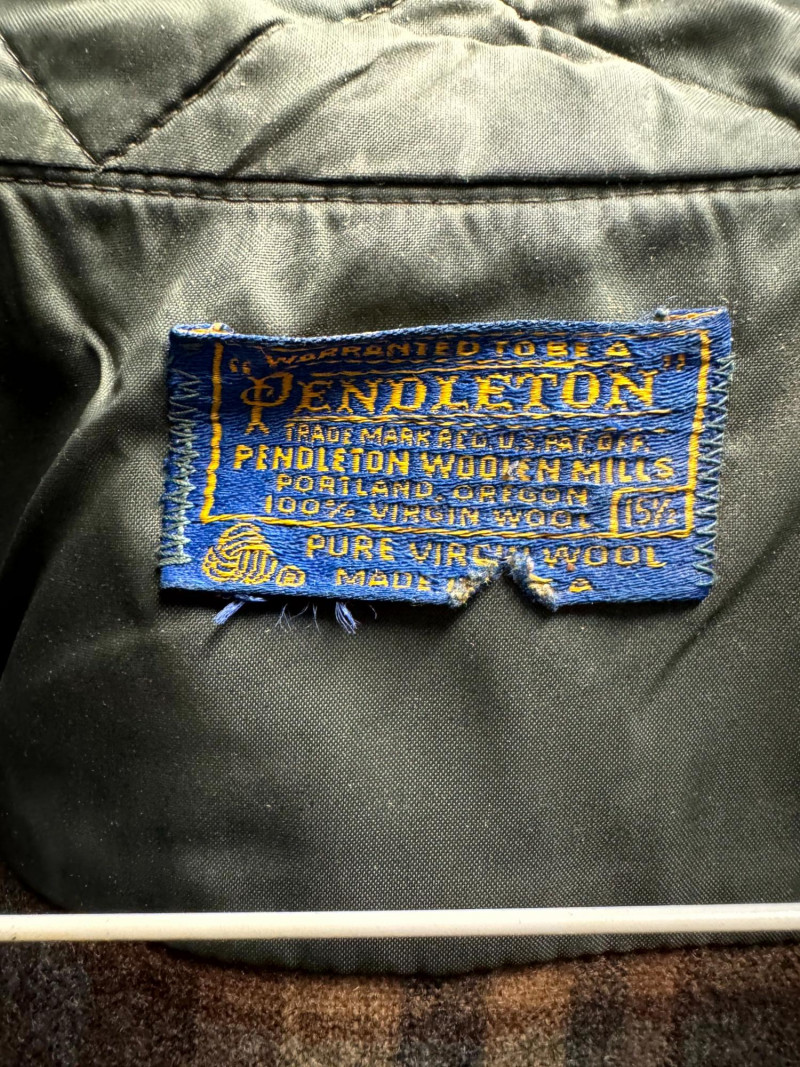 WARRANTED TO BE A
"PENDLETON"
TRADE MARK REG. U.S. PAT. OFF.
PENDLETON WOOLEN MILLS
PORTLAND, OREGON
100% VIRGIN WOOL 15½
PURE VIRGIN WOOL
® MADE A